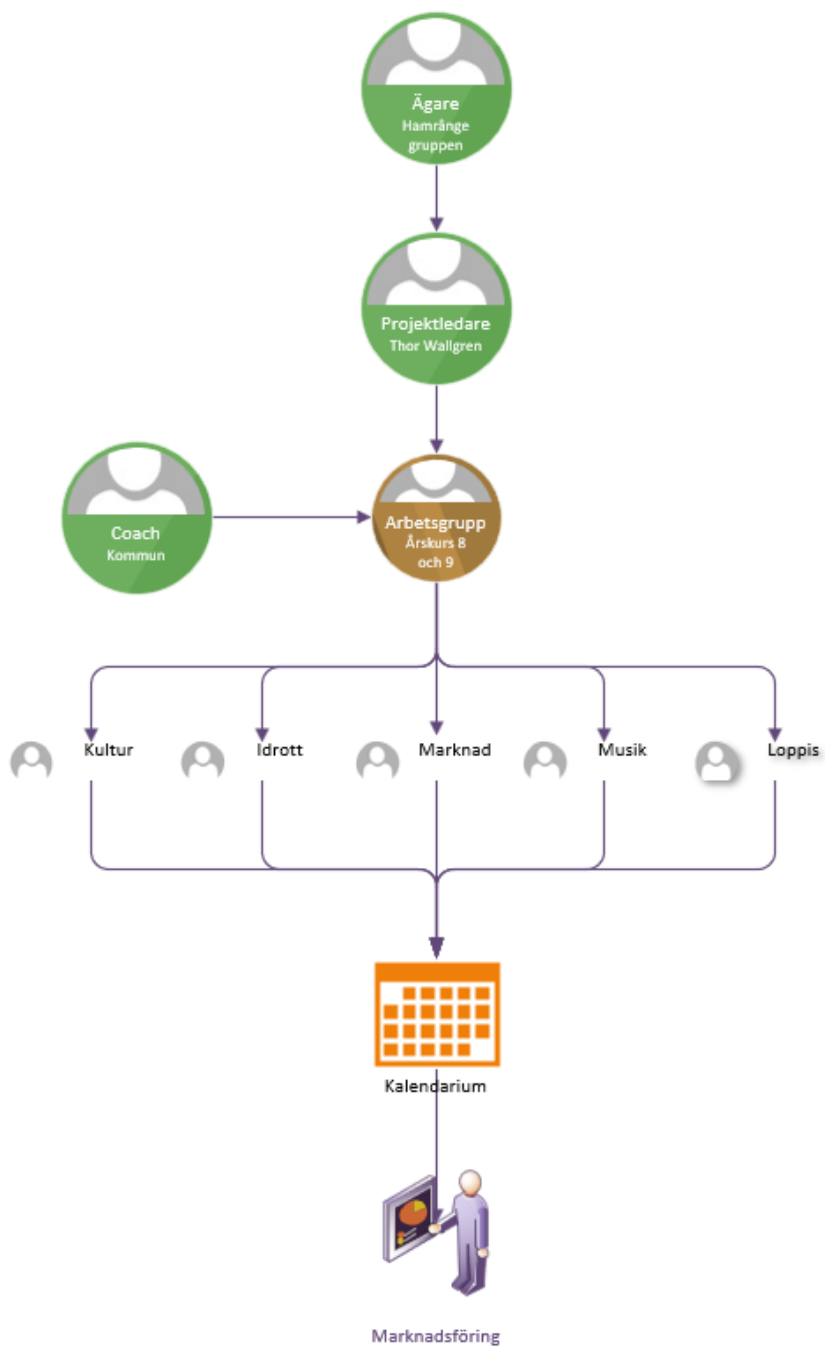 Ägare
Hamrånge
gruppen
Projektledare
Thor Wallgren
Coach
Kommun
Arbetsgrupp
Årskurs 8
och 9
Kultur
Idrott
Marknad
Musik
Loppis
Kalendarium
Marknadsföring